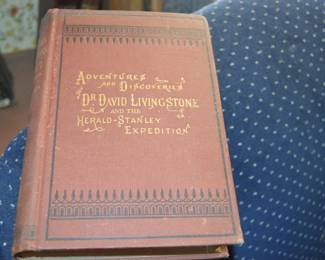 ADVENTURES
AND DISCOVERIES
OF DR DAVID LIVINGSTONE
AND THE
HERALD-STANLEY
EXPEDITION